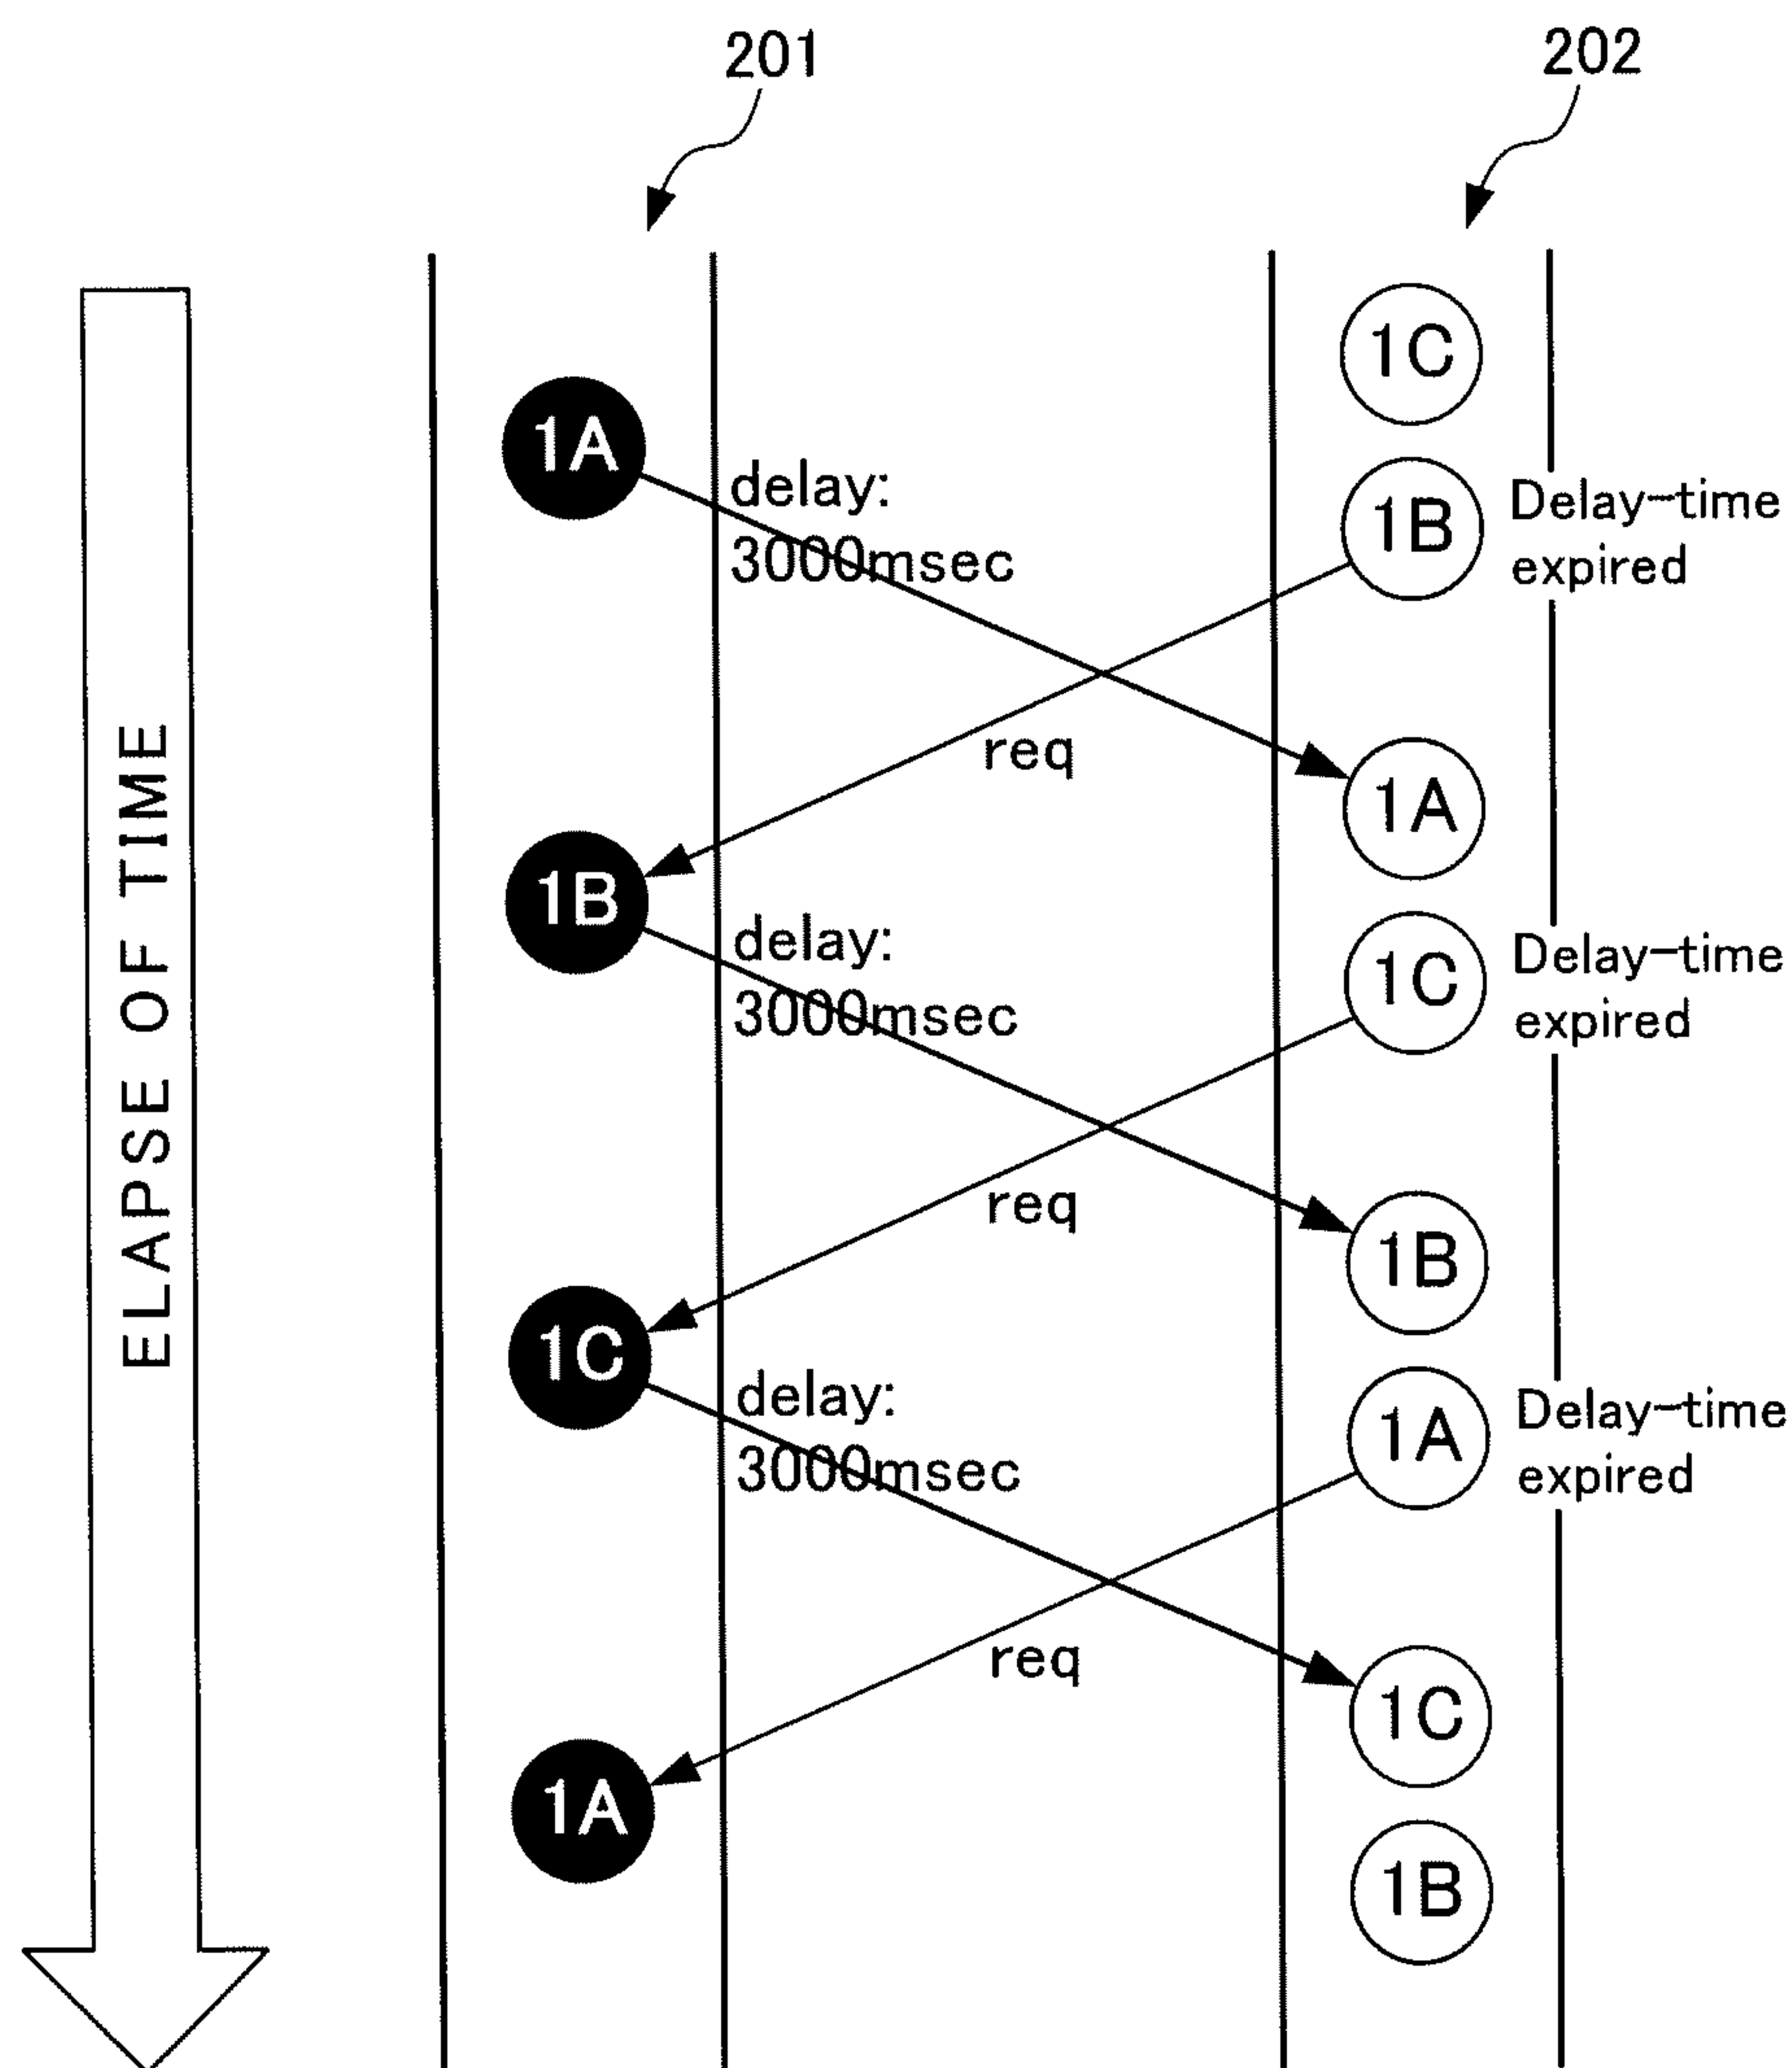 201
202
1C
1A
delay:
3000msec
1B
Delay-time
expired
req
1A
1B
delay:
3000msec
1C
Delay-time
expired
req
1B
1C
delay:
3000msec
1A
Delay-time
expired
req
1C
1A
1B
ELAPSE OF TIME